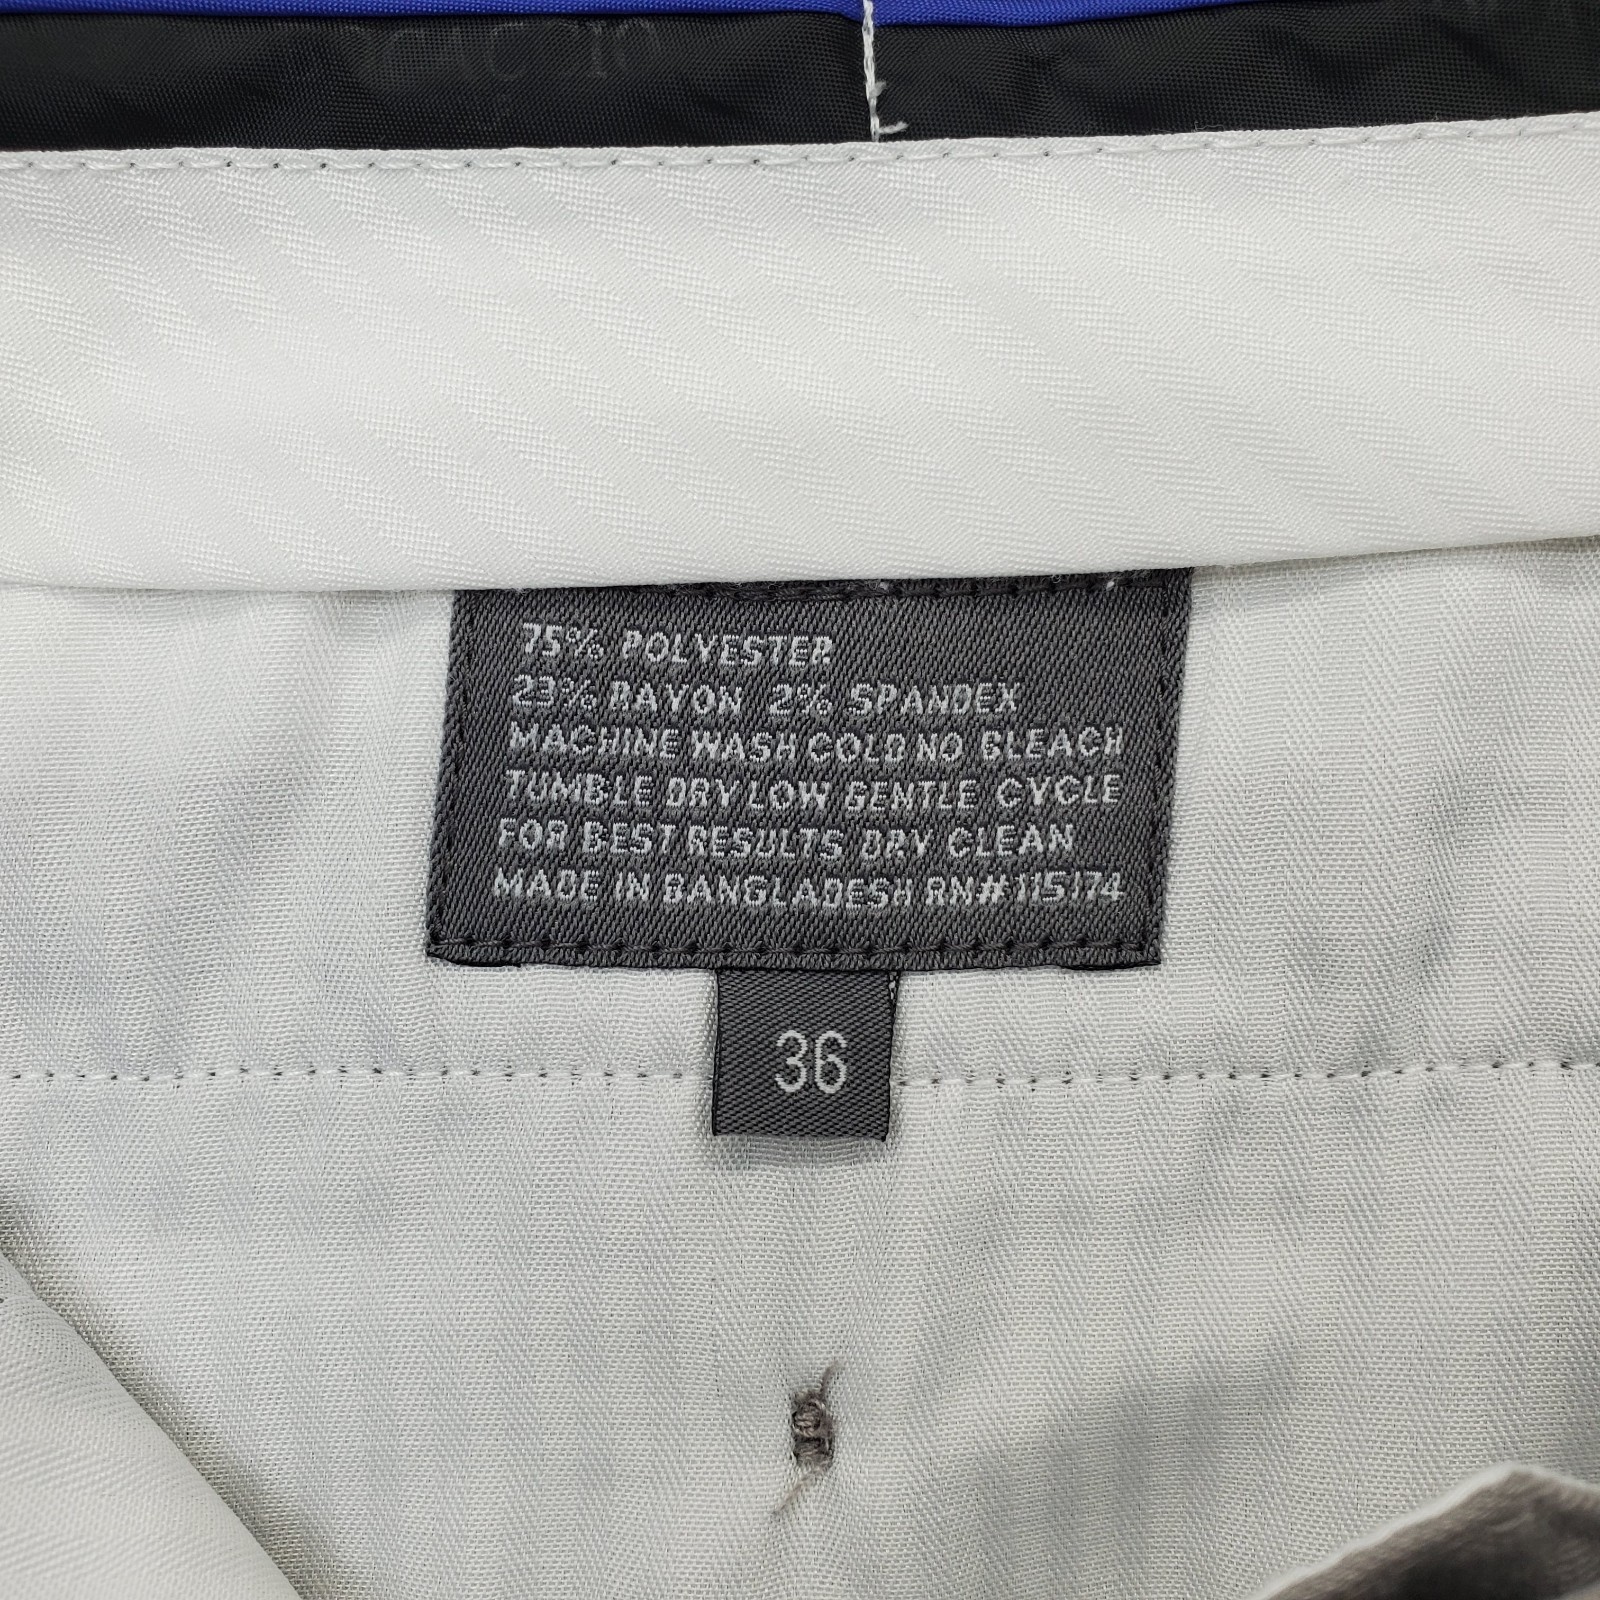 75% POLYESTER
23% RAYON 2% SPANDEX
MACHINE WASH COLD NO BLEACH
TUMBLE DRY LOW GENTLE CYCLE
FOR BEST RESULTS DRY CLEAN
MADE IN BANGLADESH RN#115174
36